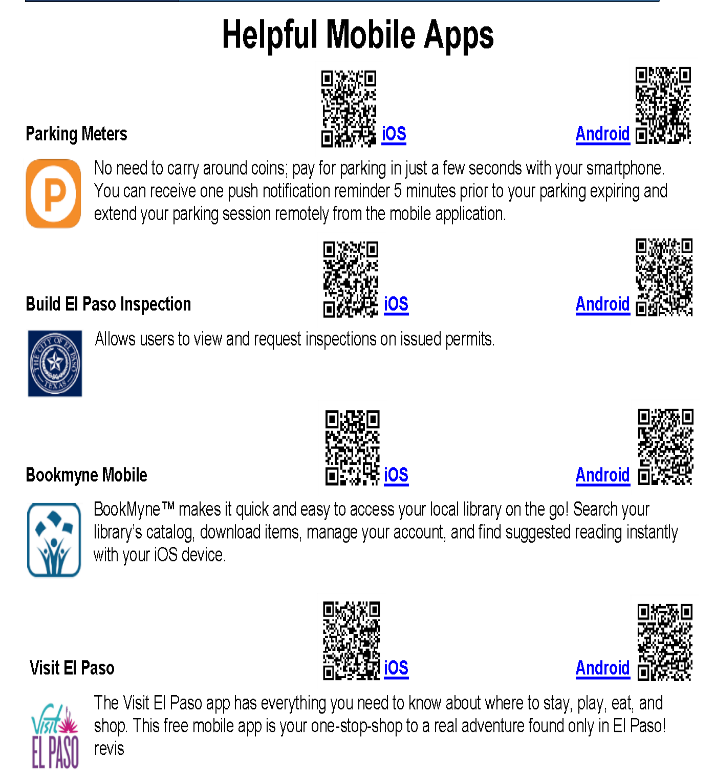 Helpful Mobile Apps
Parking Meters iOS Android
P
No need to carry around coins; pay for parking in just a few seconds with your smartphone.
You can receive one push notification reminder 5 minutes prior to your parking expiring and
extend your parking session remotely from the mobile application.
Build El Paso Inspection iOS Android
THE CITY OF EL PASO
TEXAS
Allows users to view and request inspections on issued permits.
Bookmyne Mobile iOS Android
BookMyne™ makes it quick and easy to access your local library on the go! Search your
library's catalog, download items, manage your account, and find suggested reading instantly
with your iOS device.
Visit El Paso iOS Android
Visit
EL PASO
The Visit El Paso app has everything you need to know about where to stay, play, eat, and
shop. This free mobile app is your one-stop-shop to a real adventure found only in El Paso!
revis